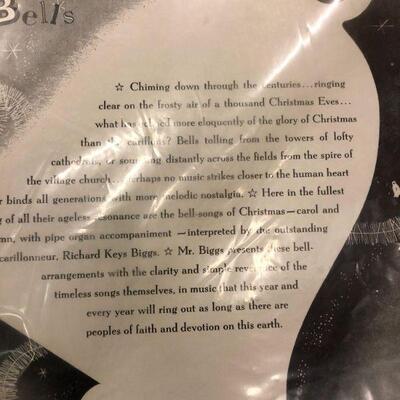 Bells
☆ Chiming down through the centuries...ringing
clear on the frosty air of a thousand Christmas Eves...
what has echoed more eloquently of the glory of Christmas
than the carillons? Bells tolling from the towers of lofty
cathedrals, or sounding distantly across the fields from the spire of
the village church...perhaps no music strikes closer to the human heart
r binds all generations with more melodic nostalgia. ☆ Here in the fullest
g of all their ageless resonance are the bell-songs of Christmas—carol and
mn, with pipe organ accompaniment —interpreted by the outstanding
carillonneur, Richard Keys Biggs. ☆ Mr. Biggs presents these bell-
arrangements with the clarity and simple reverence of the
timeless songs themselves, in music that this year and
every year will ring out as long as there are
peoples of faith and devotion on this earth.